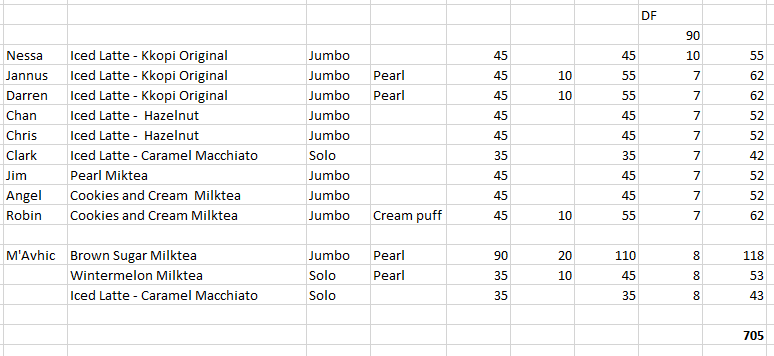 DF
90
Nessa Iced Latte - Kkopi Original Jumbo 45 45 10 55
Jannus Iced Latte - Kkopi Original Jumbo Pearl 45 10 55 7 62
Darren Iced Latte - Kkopi Original Jumbo Pearl 45 10 55 7 62
Chan Iced Latte -  Hazelnut Jumbo 45 45 7 52
Chris Iced Latte -  Hazelnut Jumbo 45 45 7 52
Clark Iced Latte - Caramel Macchiato Solo 35 35 7 42
Jim Pearl Miktea Jumbo 45 45 7 52
Angel Cookies and Cream  Milktea Jumbo 45 45 7 52
Robin Cookies and Cream Milktea Jumbo Cream puff 45 10 55 7 62
M'Avhic Brown Sugar Milktea Jumbo Pearl 90 20 110 8 118
Wintermelon Milktea Solo Pearl 35 10 45 8 53
Iced Latte - Caramel Macchiato Solo 35 35 8 43
705